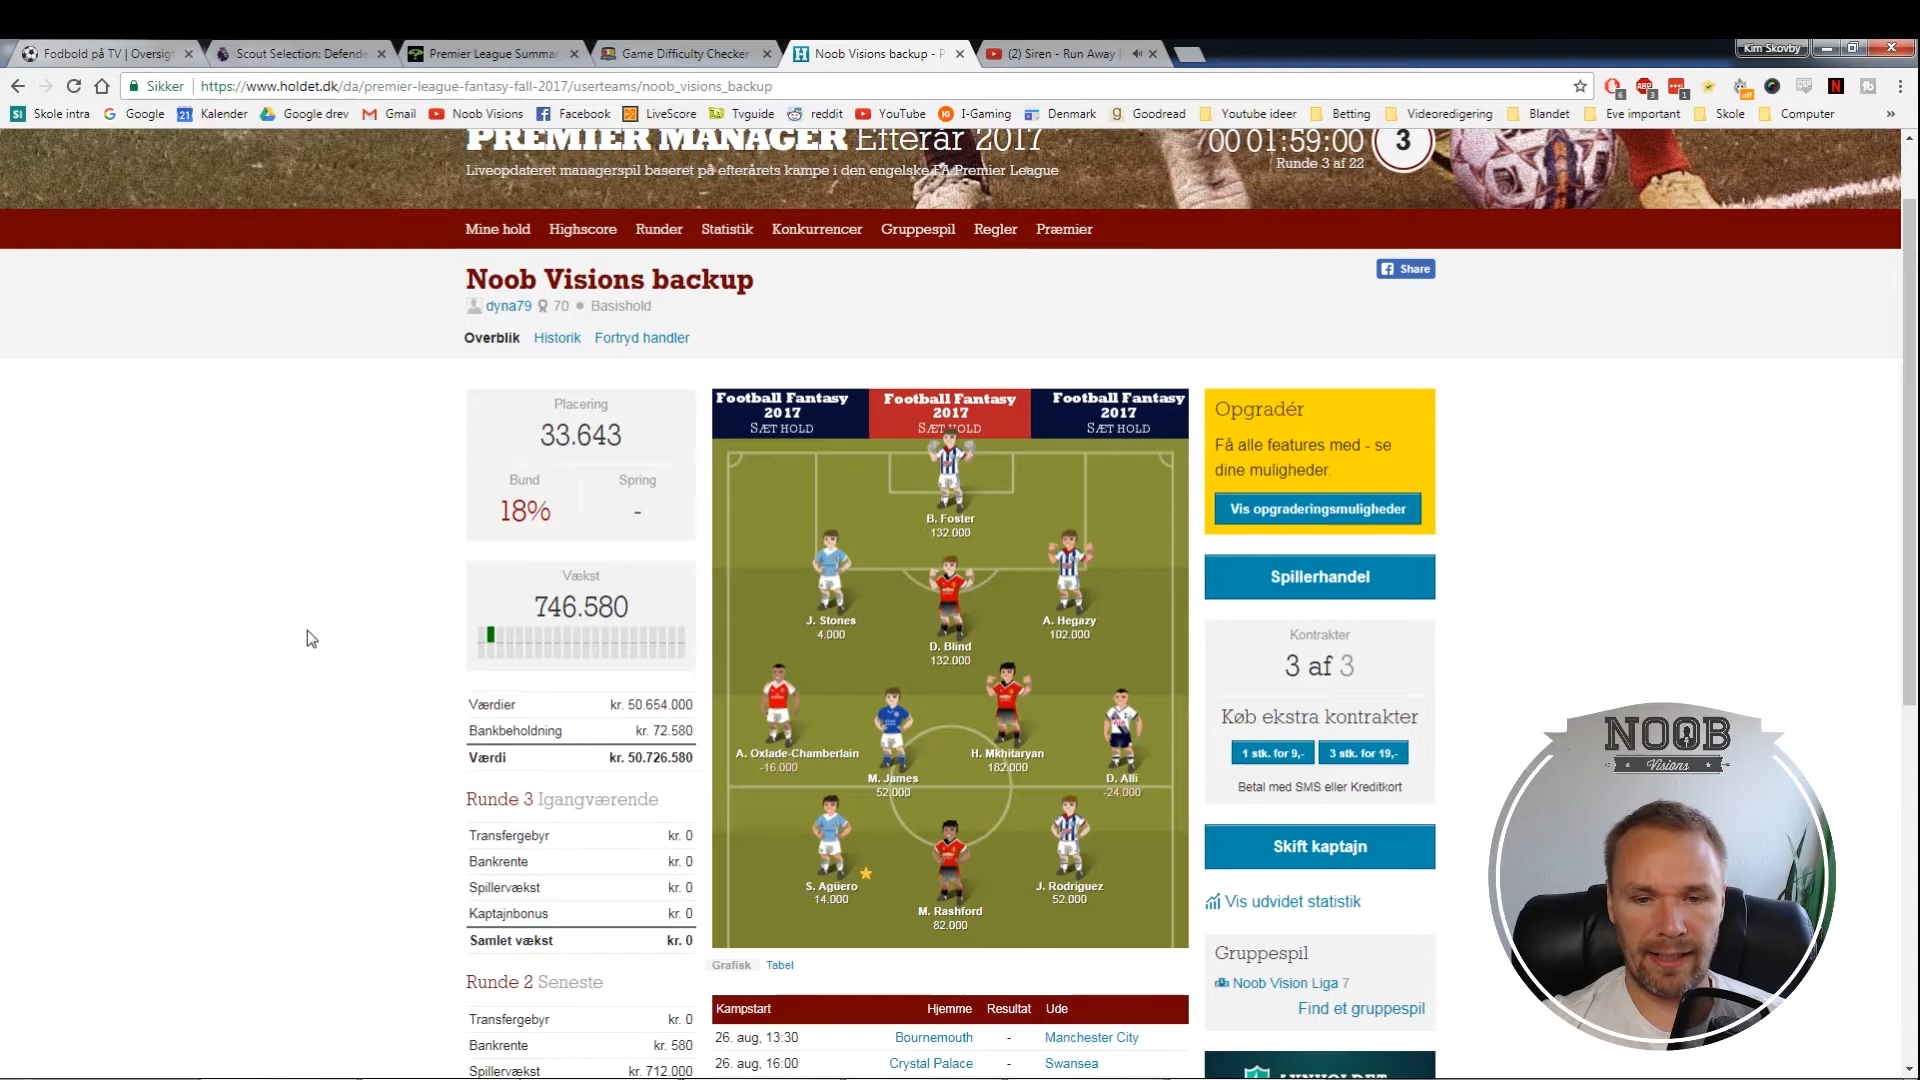 Kim Skovby
Fodbold på TV | Oversigt
Scout Selection: Defende
Premier League Summar
Game Difficulty Checker
Noob Visions backup - P
(2) Siren - Run Away
Sikker
https://www.holdet.dk/da/premier-league-fantasy-fall-2017/userteams/noob_visions_backup
Skole intra
Google
Kalender
Google drev
Gmail
Noob Visions
Facebook
LiveScore
Tvguide
reddit
YouTube
I-Gaming
Denmark
Goodread
Youtube ideer
Betting
Videoredigering
Blandet
Eve important
Skole
Computer
»
PREMIER MANAGER Efterår 2017
Liveopdateret managerspil baseret på efterårets kampe i den engelske FA Premier League
00 01:59:00
Runde 3 af 22
3
Mine hold Highscore Runder Statistik Konkurrencer Gruppespil Regler Præmier
Noob Visions backup
dyna79 70 • Basishold
Share
Overblik Historik Fortryd handler
Placering
33.643
Bund Spring
18% -
Vækst
746.580
Værdier kr. 50.654.000
Bankbeholdning kr. 72.580
Værdi kr. 50.726.580
Runde 3 Igangværende
Transfergebyr kr. 0
Bankrente kr. 0
Spillervækst kr. 0
Kaptajnbonus kr. 0
Samlet vækst kr. 0
Runde 2 Seneste
Transfergebyr kr. 0
Bankrente kr. 580
Spillervækst kr. 712.000
Football Fantasy
2017
SÆT HOLD
Football Fantasy
2017
SÆT HOLD
Football Fantasy
2017
SÆT HOLD
B. Foster
132.000
J. Stones
4.000
D. Blind
132.000
A. Hegazy
102.000
A. Oxlade-Chamberlain
-16.000
M. James
52.000
H. Mkhitaryan
182.000
D. Alli
-24.000
S. Agüero
14.000
M. Rashford
82.000
J. Rodriguez
52.000
Grafisk Tabel
Kampstart Hjemme Resultat Ude
26. aug, 13:30 Bournemouth - Manchester City
26. aug, 16:00 Crystal Palace - Swansea
Opgradér
Få alle features med - se
dine muligheder.
Vis opgraderingsmuligheder
Spillerhandel
Kontrakter
3 af 3
Køb ekstra kontrakter
1 stk. for 9,- 3 stk. for 19,-
Betal med SMS eller Kreditkort
Skift kaptajn
Vis udvidet statistik
Gruppespil
Noob Vision Liga 7
Find et gruppespil
NOOB
Visions